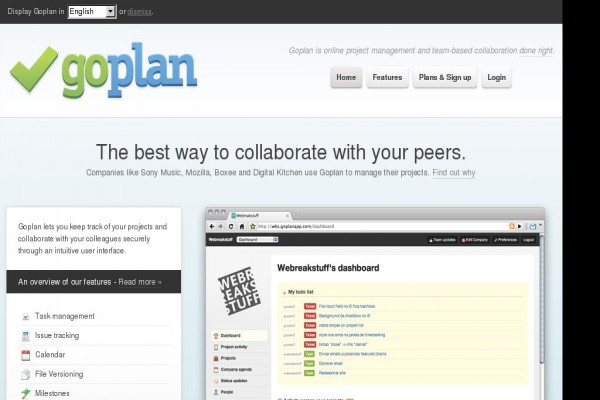 Display Goplan in English or dismiss.
goplan
Goplan is online project management and team-based collaboration done right.
Home Features Plans & Sign up Login
The best way to collaborate with your peers.
Companies like Sony Music, Mozilla, Boxee and Digital Kitchen use Goplan to manage their projects. Find out why
Goplan lets you keep track of your projects and
collaborate with your colleagues securely
through an intuitive user interface.
An overview of our features - Read more »
Task management
Issue tracking
Calendar
File Versioning
Milestones
Webreakstuff
http://wbs.goplanapp.com/dashboard
Webreakstuff Dashboard Team updates Edit Company Preferences Logout
WEBR
EAKS
STUFF
Webreakstuff's dashboard
My todo list
Dashboard
Project activity
Projects
Company agenda
Status updates
People